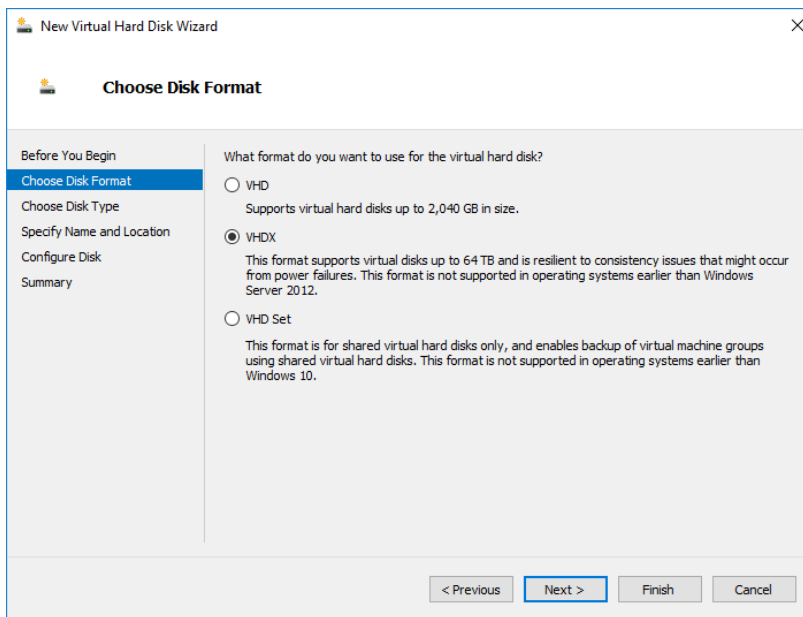 New Virtual Hard Disk Wizard
Choose Disk Format
Before You Begin
Choose Disk Format
Choose Disk Type
Specify Name and Location
Configure Disk
Summary
What format do you want to use for the virtual hard disk?
VHD
Supports virtual hard disks up to 2,040 GB in size.
VHDX
This format supports virtual disks up to 64 TB and is resilient to consistency issues that might occur
from power failures. This format is not supported in operating systems earlier than Windows
Server 2012.
VHD Set
This format is for shared virtual hard disks only, and enables backup of virtual machine groups
using shared virtual hard disks. This format is not supported in operating systems earlier than
Windows 10.
< Previous
Next >
Finish
Cancel